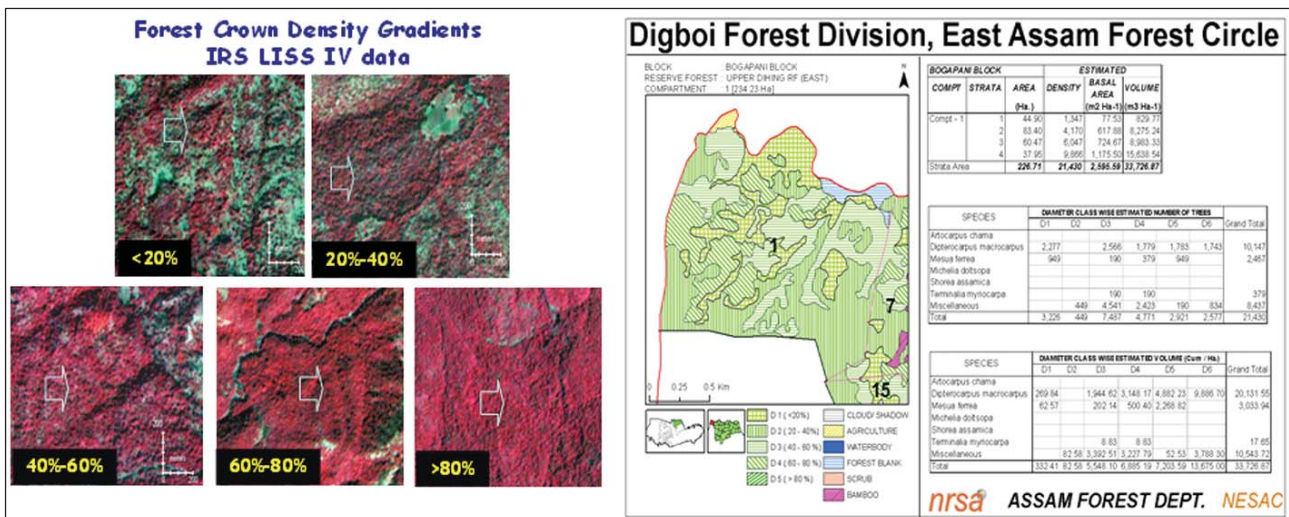 Forest Crown Density Gradients
IRS LISS IV data
<20%
20%-40%
40%-60%
60%-80%
>80%
Digboi Forest Division, East Assam Forest Circle
BLOCK : BOGAPANI BLOCK
RESERVE FOREST : UPPER DIHING RF (EAST)
COMPARTMENT : 1 [234.23 Ha]
N
1
7
15
0 0.25 0.5 Km
D 1 (<20%)
D 2 (20 - 40%)
D 3 (40 - 60 %)
D 4 (60 - 80 %)
D 5 (> 80 %)
CLOUD/ SHADOW
AGRICULTURE
WATERBODY
FOREST BLANK
SCRUB
BAMBOO
BOGAPANI BLOCK ESTIMATED
COMPT STRATA AREA (Ha.) DENSITY BASAL AREA (m2 Ha-1) VOLUME (m3 Ha-1)
Compt - 1 1 44.90 1,347 77.53 829.77
2 83.40 4,170 617.88 8,275.24
3 60.47 6,047 724.67 8,983.33
4 37.95 9,866 1,175.50 15,638.54
Strata Area 226.71 21,430 2,595.59 33,726.87
SPECIES DIAMETER CLASS WISE ESTIMATED NUMBER OF TREES Grand Total
D1 D2 D3 D4 D5 D6
Artocarpus chama
Dipterocarpus macrocarpus 2,277 2,566 1,779 1,783 1,743 10,147
Mesua ferrea 949 190 379 949 2,467
Michelia doltsopa
Shorea assamica
Terminalia myriocarpa 190 190 379
Miscellaneous 449 4,541 2,423 190 834 8,437
Total 3,226 449 7,487 4,771 2,921 2,577 21,430
SPECIES DIAMETER CLASS WISE ESTIMATED VOLUME (Cum / Ha) Grand Total
D1 D2 D3 D4 D5 D6
Artocarpus chama
Dipterocarpus macrocarpus 269.84 1,944.62 3,148.17 4,882.23 9,886.70 20,131.55
Mesua ferrea 62.57 202.14 500.40 2,268.82 3,033.94
Michelia doltsopa
Shorea assamica
Terminalia myriocarpa 8.83 8.83 17.65
Miscellaneous 82.58 3,392.51 3,227.79 52.53 3,788.30 10,543.72
Total 332.41 82.58 5,548.10 6,885.19 7,203.59 13,675.00 33,726.87
nrsa ASSAM FOREST DEPT. NESAC